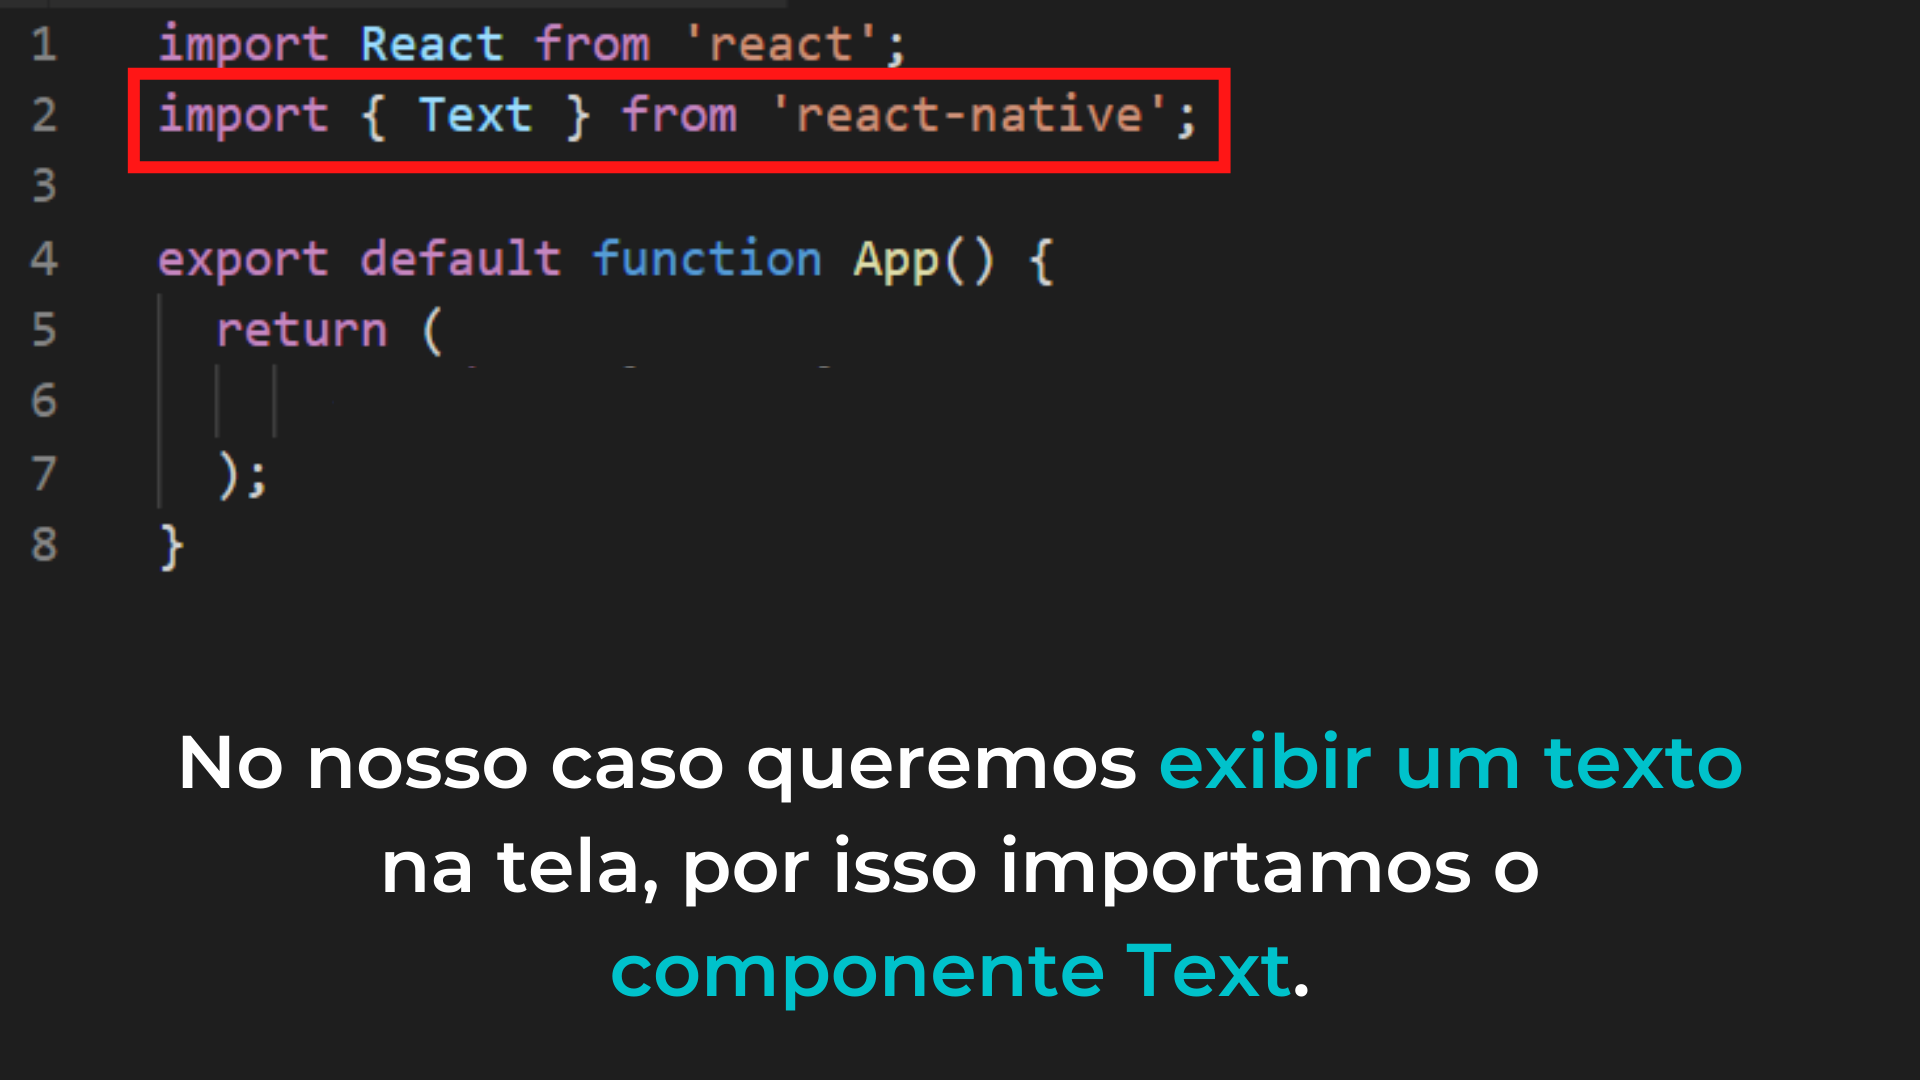 1 import React from 'react';
2 import { Text } from 'react-native';
3
4 export default function App() {
5 return (
6
7 );
8 }
No nosso caso queremos exibir um texto
na tela, por isso importamos o
componente Text.